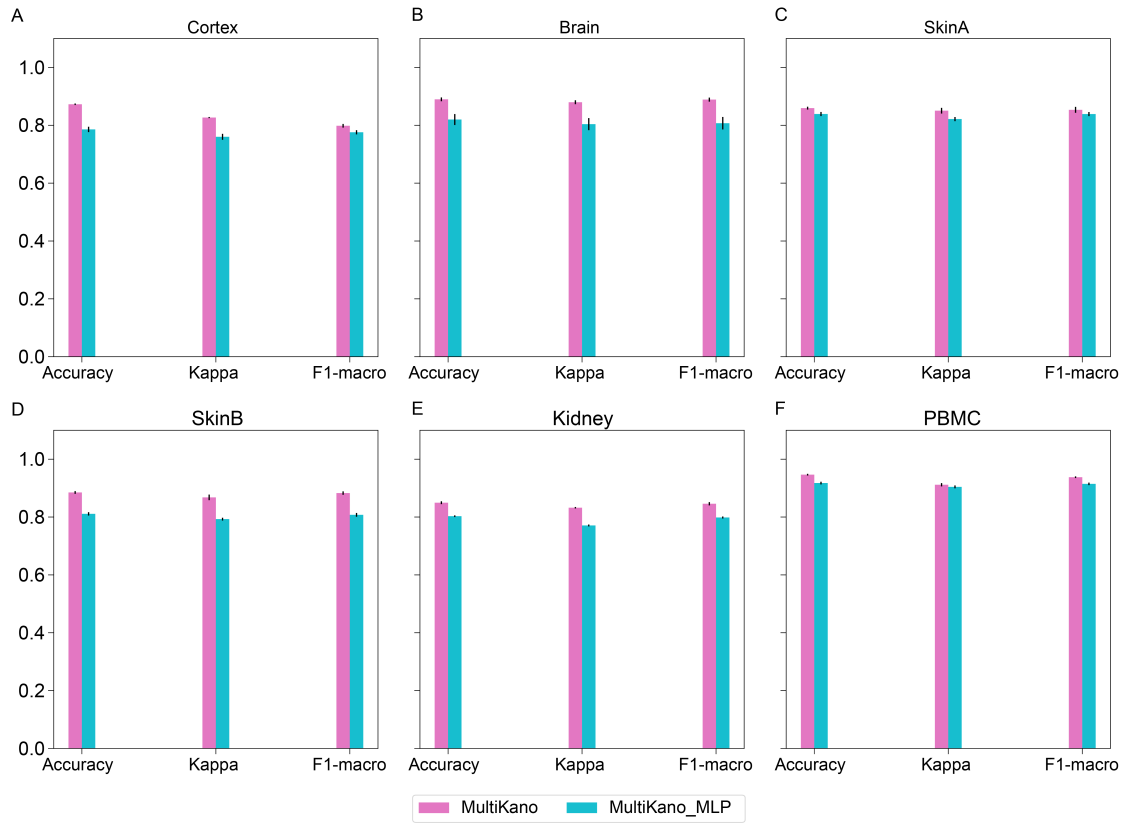 A
Cortex
B
Brain
C
SkinA
1.0
0.8
0.6
0.4
0.2
0.0
Accuracy
Kappa
F1-macro
Accuracy
Kappa
F1-macro
Accuracy
Kappa
F1-macro
D
SkinB
E
Kidney
F
PBMC
1.0
0.8
0.6
0.4
0.2
0.0
Accuracy
Kappa
F1-macro
Accuracy
Kappa
F1-macro
Accuracy
Kappa
F1-macro
MultiKano
MultiKano_MLP